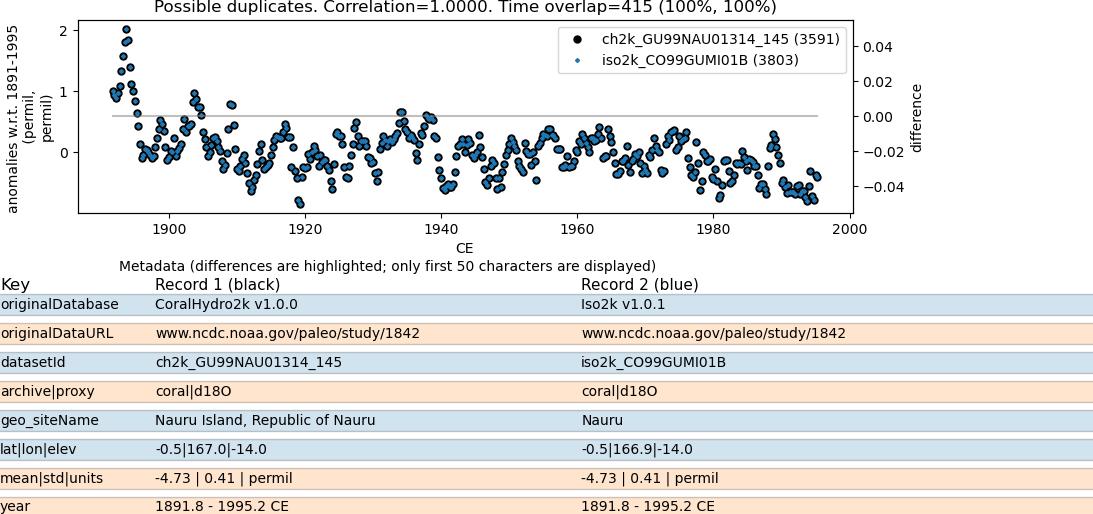 Possible duplicates. Correlation=1.0000. Time overlap=415 (100%, 100%)
anomalies w.r.t. 1891-1995
(permil,
permil)
2
1
0
ch2k_GU99NAU01314_145 (3591)
iso2k_CO99GUMI01B (3803)
0.04
0.02
0.00
−0.02
−0.04
difference
1900 1920 1940 1960 1980 2000
CE
Metadata (differences are highlighted; only first 50 characters are displayed)
Key Record 1 (black) Record 2 (blue)
originalDatabase CoralHydro2k v1.0.0 Iso2k v1.0.1
originalDataURL www.ncdc.noaa.gov/paleo/study/1842 www.ncdc.noaa.gov/paleo/study/1842
datasetId ch2k_GU99NAU01314_145 iso2k_CO99GUMI01B
archive|proxy coral|d18O coral|d18O
geo_siteName Nauru Island, Republic of Nauru Nauru
lat|lon|elev -0.5|167.0|-14.0 -0.5|166.9|-14.0
mean|std|units -4.73 | 0.41 | permil -4.73 | 0.41 | permil
year 1891.8 - 1995.2 CE 1891.8 - 1995.2 CE